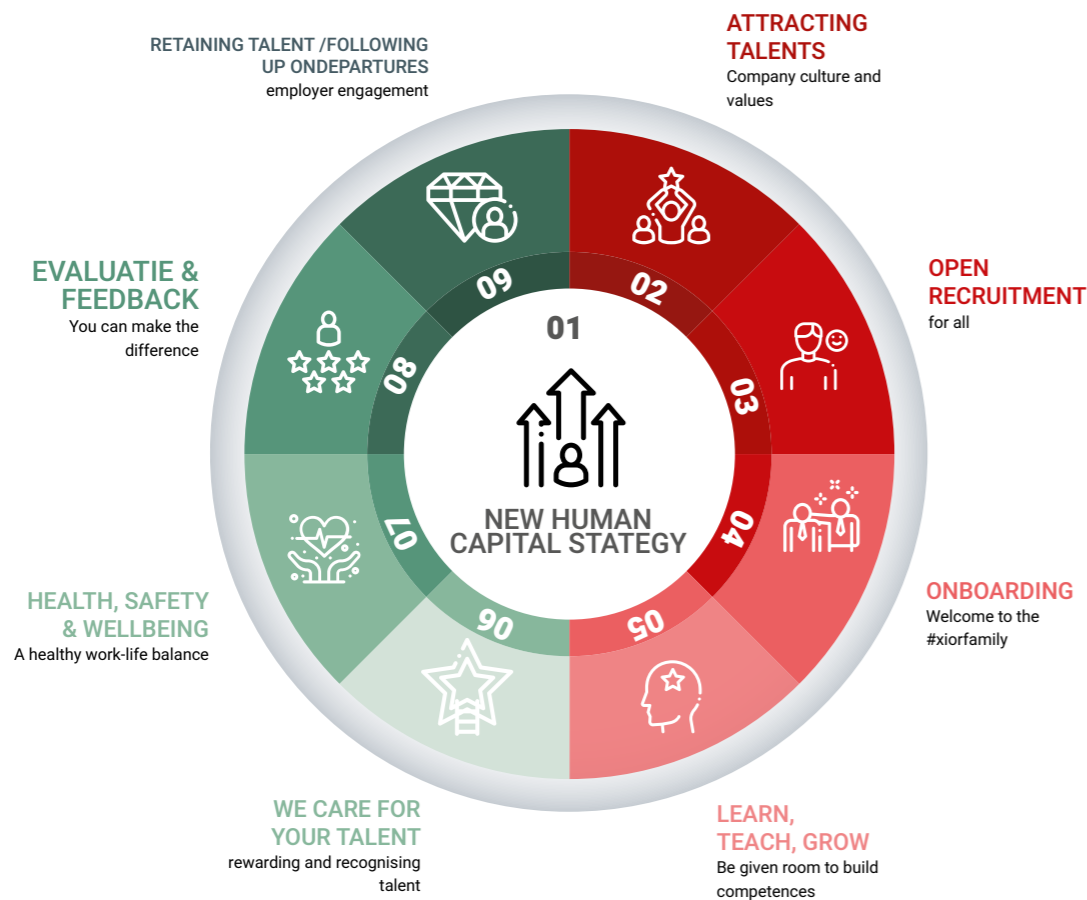 ATTRACTING
TALENTS
Company culture and
values
OPEN
RECRUITMENT
for all
ONBOARDING
Welcome to the
#xiorfamily
LEARN,
TEACH, GROW
Be given room to build
competences
WE CARE FOR
YOUR TALENT
rewarding and recognising
talent
HEALTH, SAFETY
& WELLBEING
A healthy work-life balance
EVALUATIE &
FEEDBACK
You can make the
difference
RETAINING TALENT /FOLLOWING
UP ONDEPARTURES
employer engagement
01
NEW HUMAN
CAPITAL STATEGY
02
03
04
05
06
07
08
09